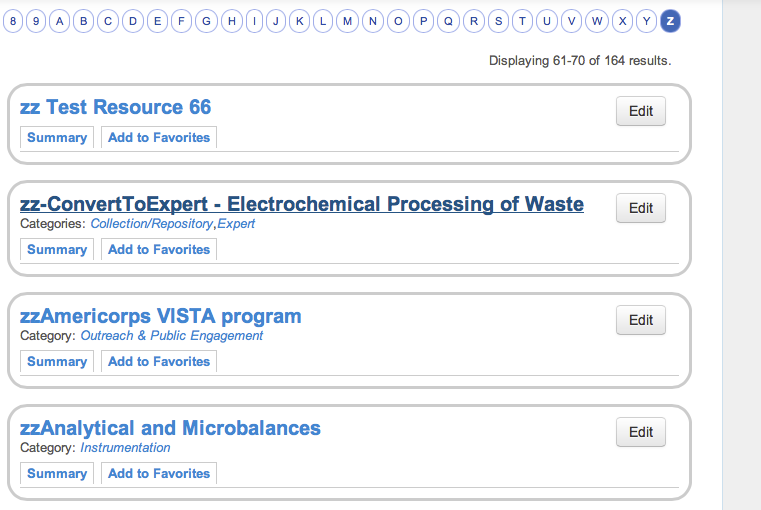 8 9 A B C D E F G H I J K L M N O P Q R S T U V W X Y Z
Displaying 61-70 of 164 results.
zz Test Resource 66
Edit
Summary Add to Favorites
zz-ConvertToExpert - Electrochemical Processing of Waste
Edit
Categories: Collection/Repository,Expert
Summary Add to Favorites
zzAmericorps VISTA program
Edit
Category: Outreach & Public Engagement
Summary Add to Favorites
zzAnalytical and Microbalances
Edit
Category: Instrumentation
Summary Add to Favorites